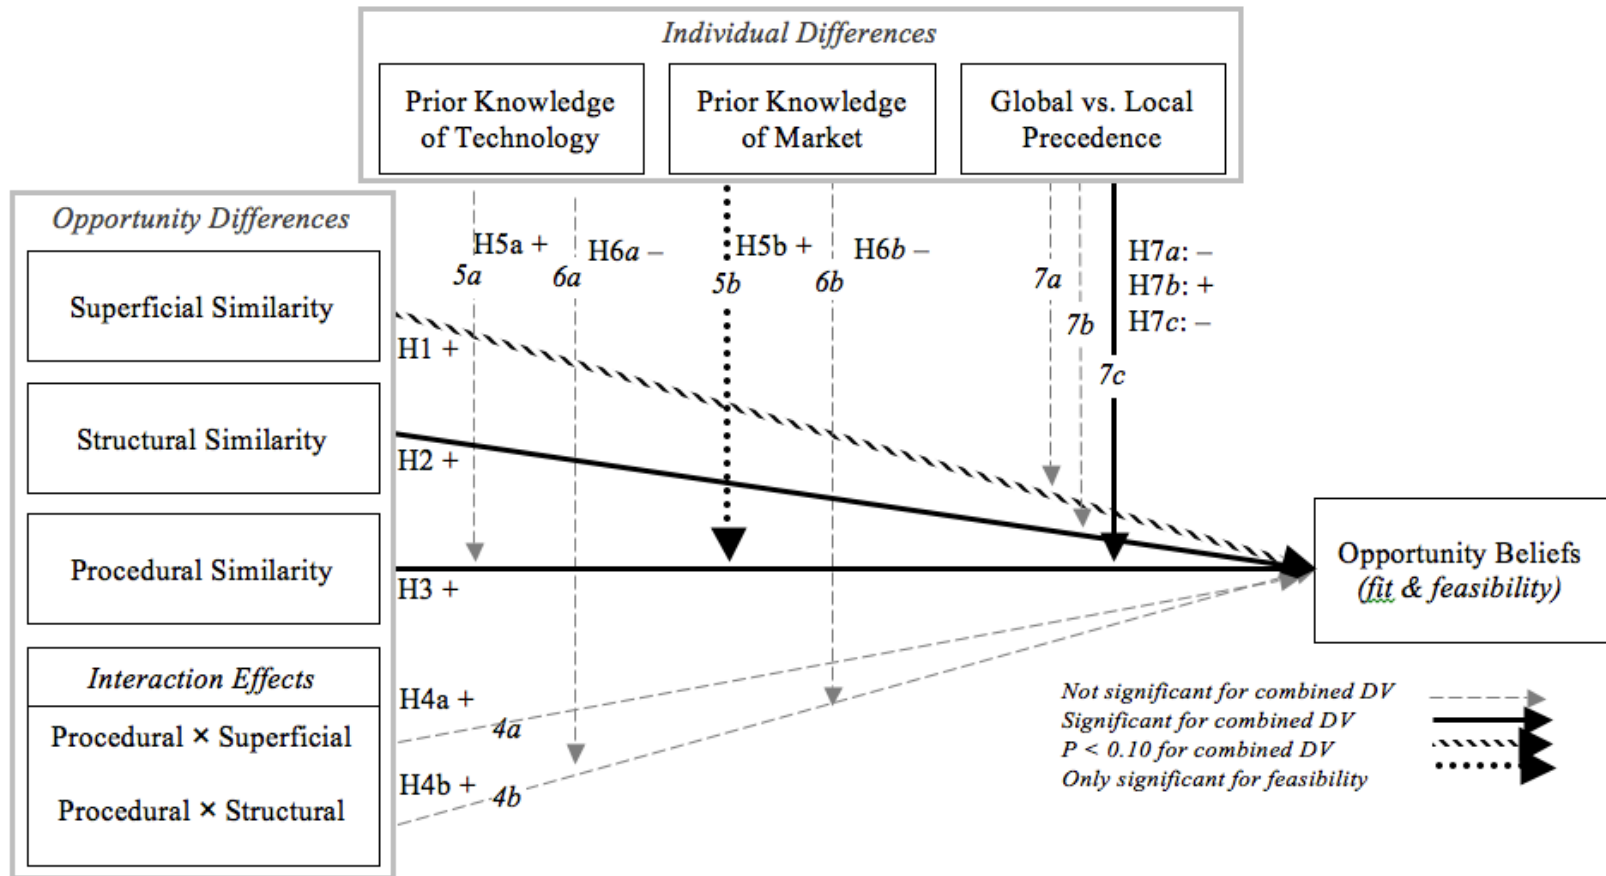 Individual Differences
Prior Knowledge
of Technology
Prior Knowledge
of Market
Global vs. Local
Precedence
Opportunity Differences
Superficial Similarity
Structural Similarity
Procedural Similarity
Interaction Effects
Procedural × Superficial
Procedural × Structural
H5a +
5a
H6a –
6a
H5b +
5b
H6b –
6b
7a
7b
7c
H7a: –
H7b: +
H7c: –
H1 +
H2 +
H3 +
H4a +
4a
H4b +
4b
Opportunity Beliefs
(fit & feasibility)
Not significant for combined DV
Significant for combined DV
P < 0.10 for combined DV
Only significant for feasibility